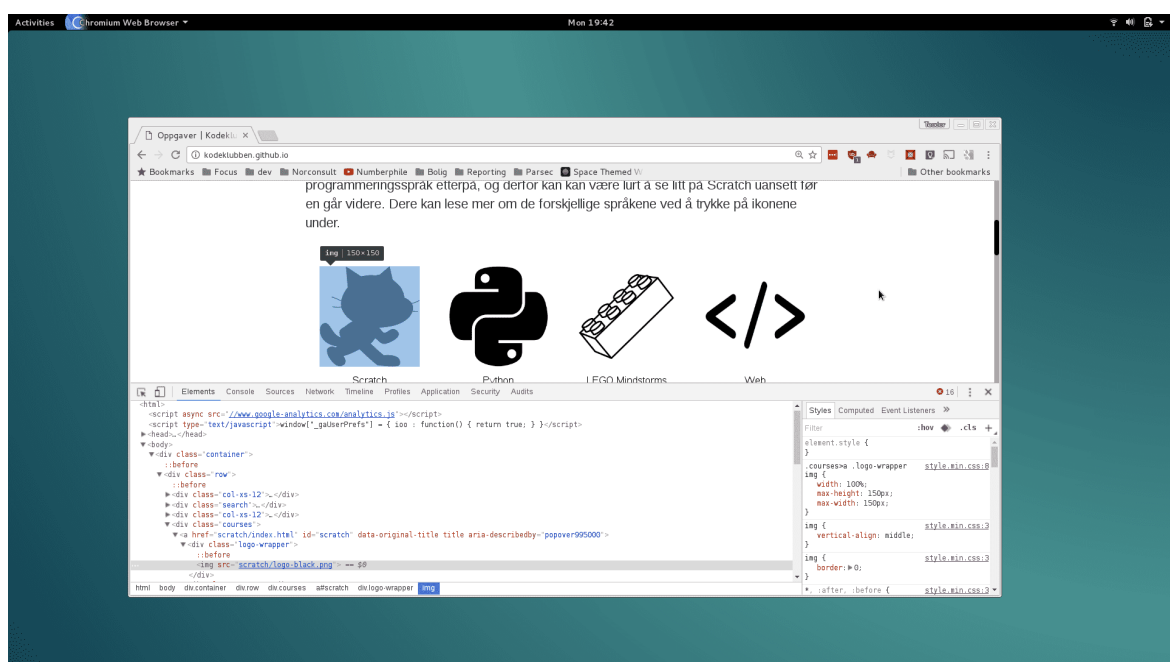 Activities Chromium Web Browser Mon 19:42
Oppgaver | Kodeklu
kodeklubben.github.io
Bookmarks Focus dev Norconsult Numberphile Bolig Reporting Parsec Space Themed W Other bookmarks
programmeringsspråk etterpå, og derfor kan kan være lurt å se litt på Scratch uansett før
en går videre. Dere kan lese mer om de forskjellige språkene ved å trykke på ikonene
under.
img | 150×150
Scratch Python LEGO Mindstorms Web
Elements Console Sources Network Timeline Profiles Application Security Audits 16
<html>
<script async src="//www.google-analytics.com/analytics.js"></script>
<script type="text/javascript">window["_gaUserPrefs"] = { ioo : function() { return true; } }</script>
<head>…</head>
<body>
<div class="container">
::before
<div class="row">
::before
<div class="col-xs-12">…</div>
<div class="search">…</div>
<div class="col-xs-12">…</div>
<div class="courses">
<a href="scratch/index.html" id="scratch" data-original-title title aria-describedby="popover995000">
<div class="logo-wrapper">
::before
<img src="scratch/logo-black.png"> == $0
</div>
html body div.container div.row div.courses a#scratch div.logo-wrapper img
Styles Computed Event Listeners
Filter :hov .cls +
element.style {
}
.courses>a .logo-wrapper style.min.css:8
img {
width: 100%;
max-height: 150px;
max-width: 150px;
}
img { style.min.css:3
vertical-align: middle;
}
img { style.min.css:3
border: 0;
}
*, :after, :before { style.min.css:3